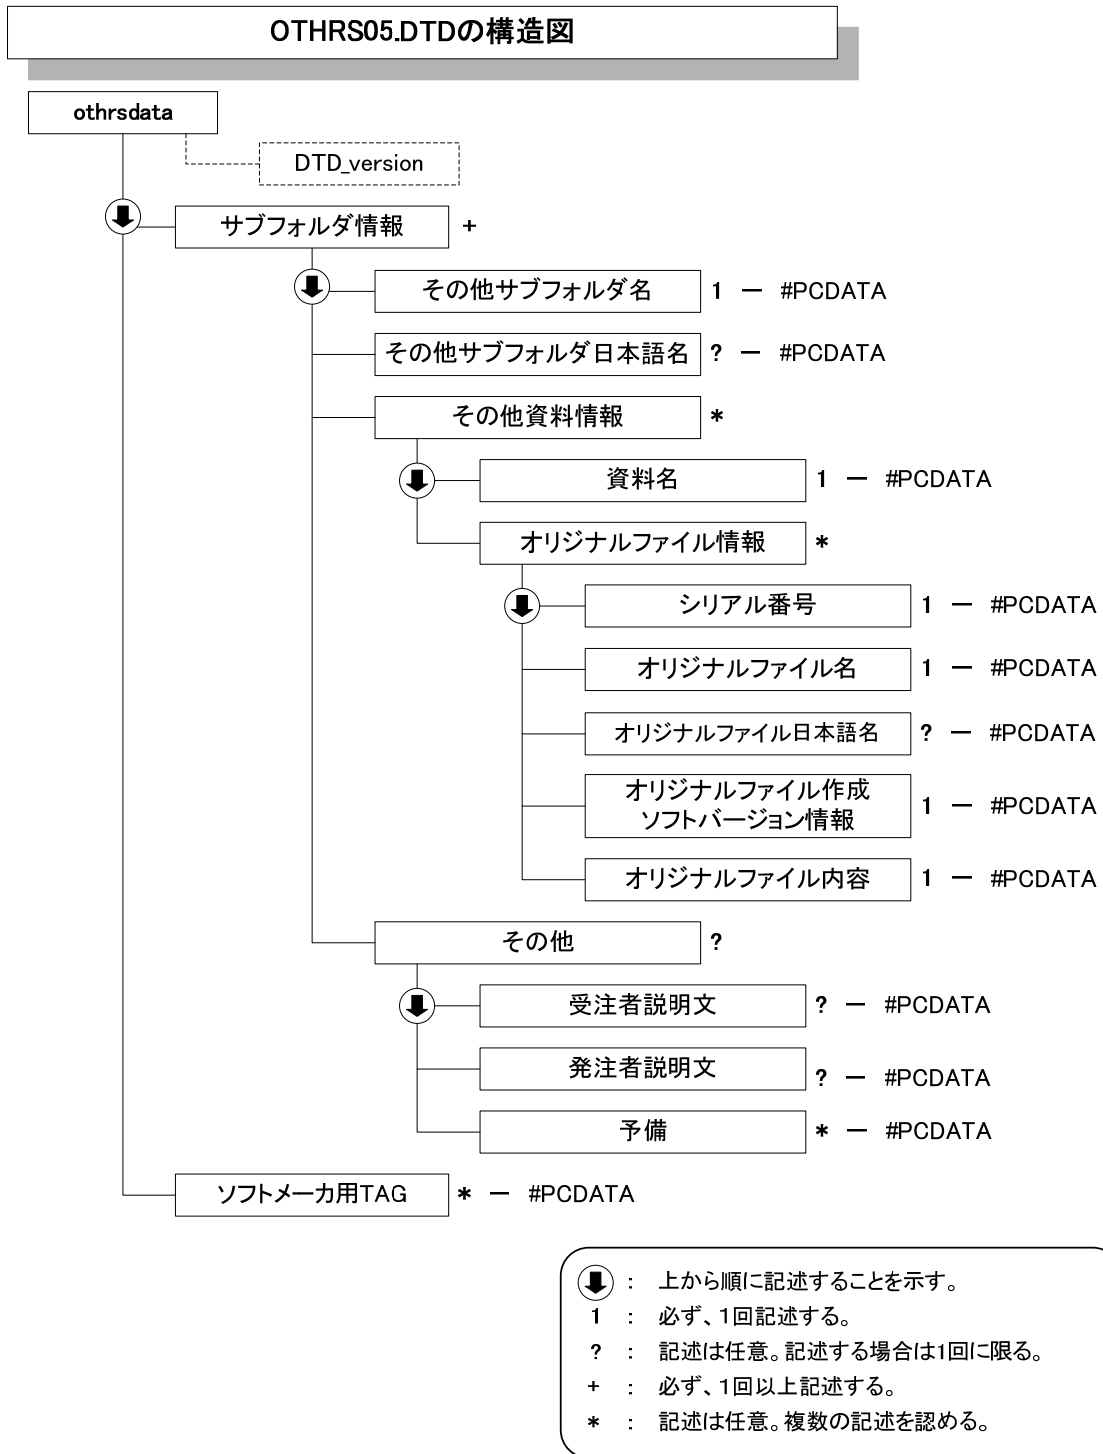 OTHRS05.DTDの構造図
othrsdata
DTD_version
サブフォルダ情報 +
その他サブフォルダ名 1 － #PCDATA
その他サブフォルダ日本語名 ? － #PCDATA
その他資料情報 *
資料名 1 － #PCDATA
オリジナルファイル情報 *
シリアル番号 1 － #PCDATA
オリジナルファイル名 1 － #PCDATA
オリジナルファイル日本語名 ? － #PCDATA
オリジナルファイル作成
ソフトバージョン情報 1 － #PCDATA
オリジナルファイル内容 1 － #PCDATA
その他 ?
受注者説明文 ? － #PCDATA
発注者説明文 ? － #PCDATA
予備 * － #PCDATA
ソフトメーカ用TAG * － #PCDATA
： 上から順に記述することを示す。
1 ： 必ず、1回記述する。
? ： 記述は任意。記述する場合は1回に限る。
+ ： 必ず、1回以上記述する。
* ： 記述は任意。複数の記述を認める。